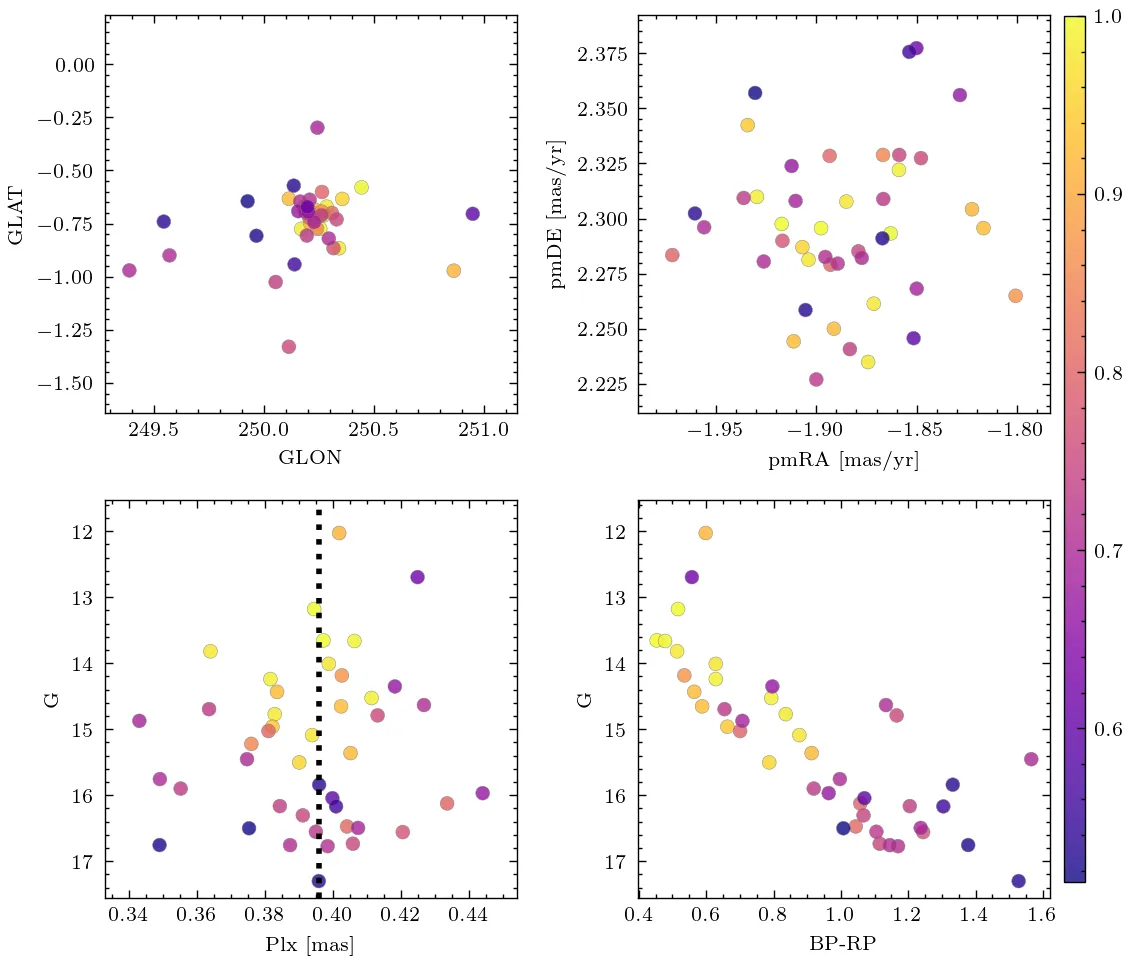 0.00
−0.25
−0.50
−0.75
−1.00
−1.25
−1.50
GLAT
249.5 250.0 250.5 251.0
GLON
2.375
2.350
2.325
2.300
2.275
2.250
2.225
pmDE [mas/yr]
−1.95 −1.90 −1.85 −1.80
pmRA [mas/yr]
1.0
0.9
0.8
0.7
0.6
12
13
14
15
16
17
G
0.34 0.36 0.38 0.40 0.42 0.44
Plx [mas]
12
13
14
15
16
17
G
0.4 0.6 0.8 1.0 1.2 1.4 1.6
BP-RP